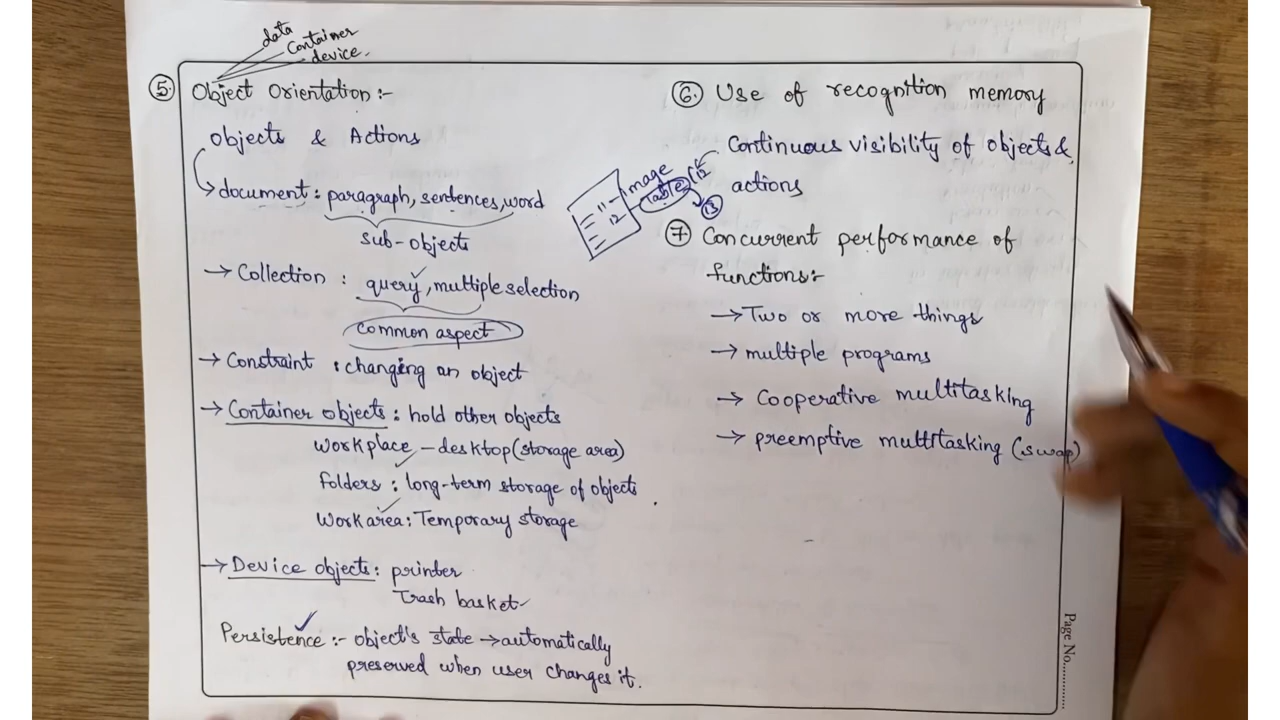 data
Container
device.
5. Object Orientation:-
Objects & Actions
→ document : paragraph, sentences, word
sub-objects
→ Collection : query, multiple selection
Common aspect
→ Constraint : changing an object
→ Container objects : hold other objects
Workplace - desktop (storage area)
Folders : long-term storage of objects
Workarea : Temporary storage
→ Device objects : printer
Trash basket
Persistence :- object's state → automatically
preserved when user changes it.
6. Use of recognition memory
Continuous visibility of objects &
actions
image
Table
11
12
12
13
7 Concurrent performance of
functions:-
→ Two or more things
→ multiple programs
→ Cooperative multitasking
→ preemptive multitasking (swap)
Page No.............